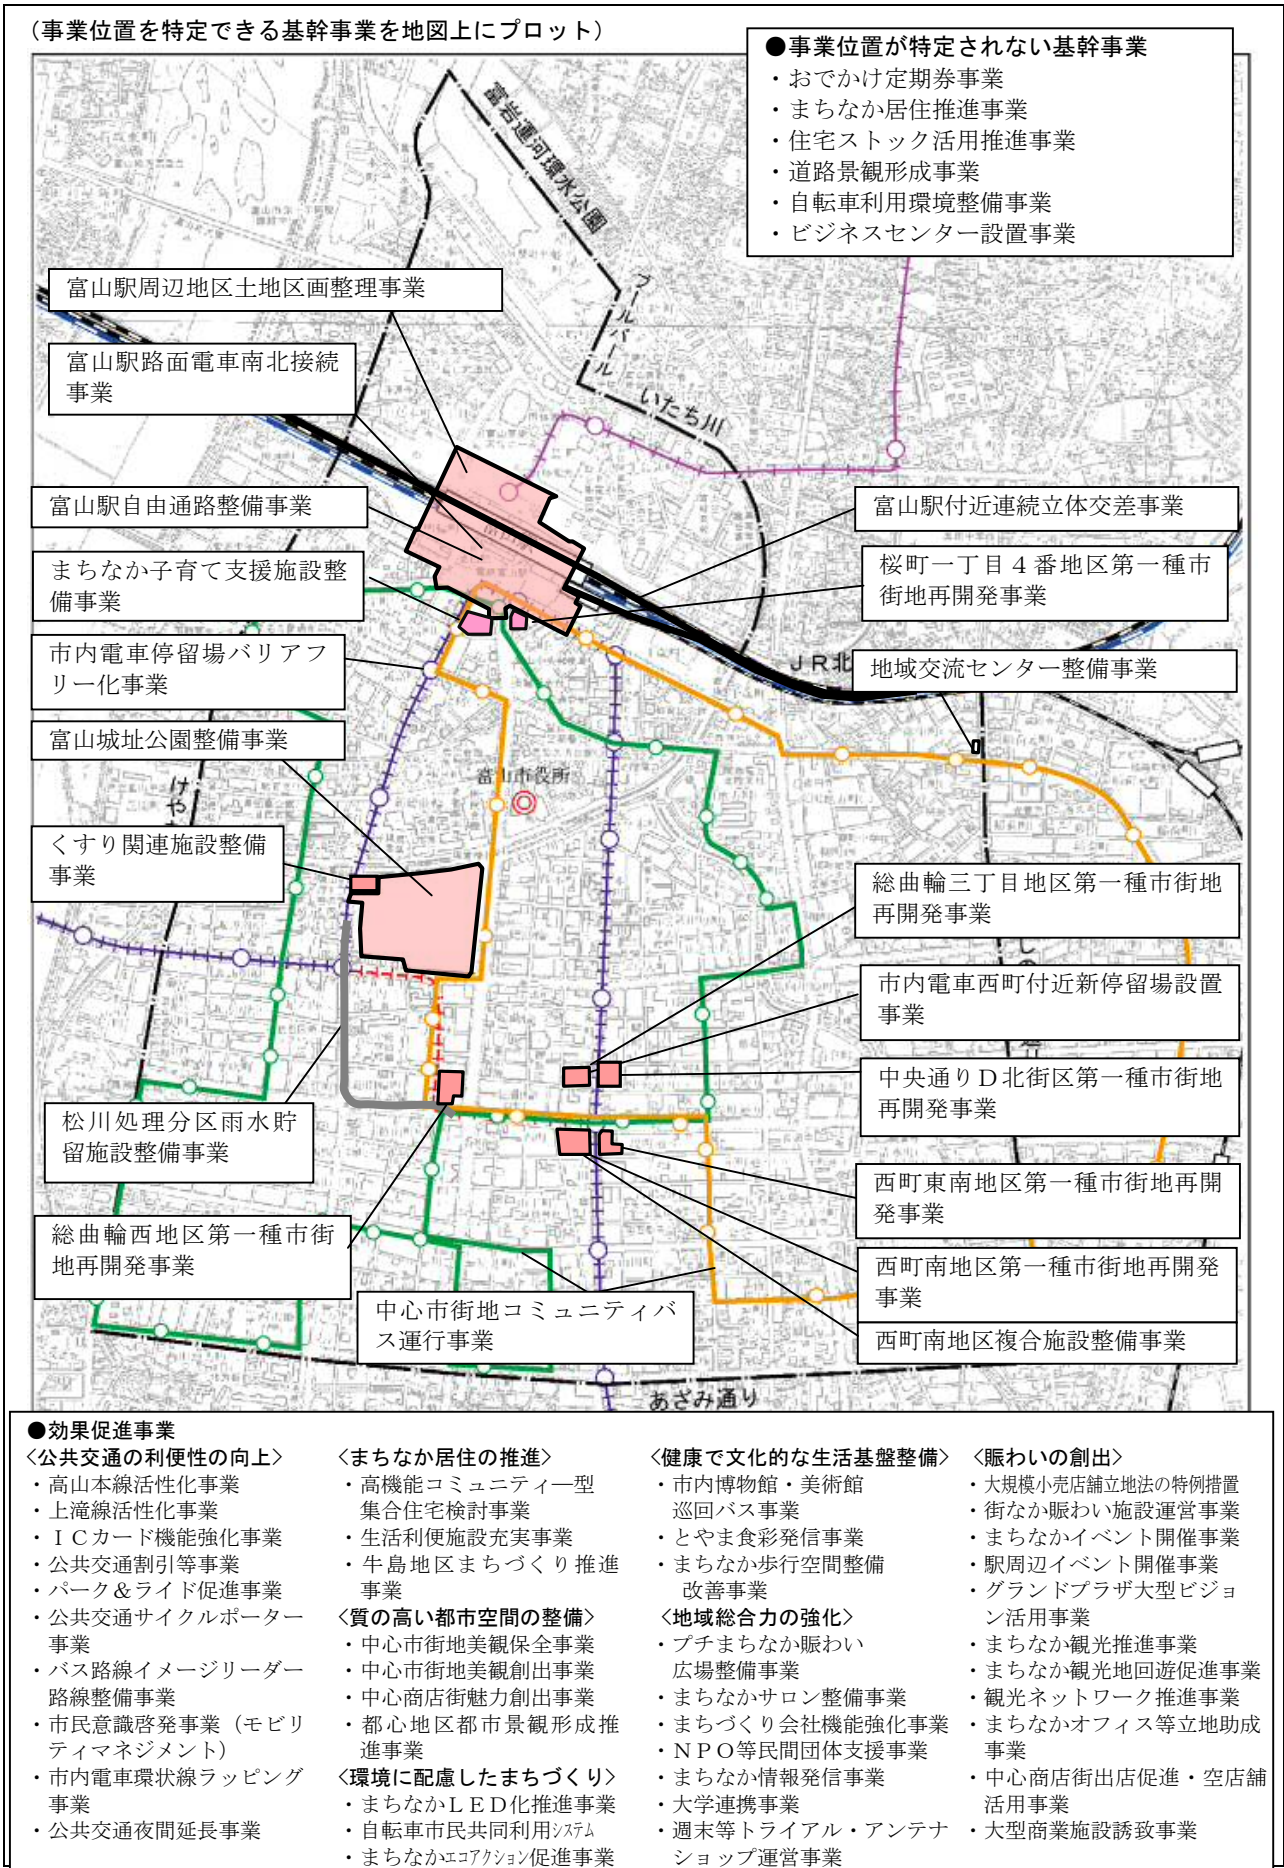 （事業位置を特定できる基幹事業を地図上にプロット）
●事業位置が特定されない基幹事業
・おでかけ定期券事業
・まちなか居住推進事業
・住宅ストック活用推進事業
・道路景観形成事業
・自転車利用環境整備事業
・ビジネスセンター設置事業
富岩運河環水公園
ブールバール
いたち川
富山駅周辺地区土地区画整理事業
富山駅路面電車南北接続
事業
富山駅自由通路整備事業
まちなか子育て支援施設整
備事業
市内電車停留場バリアフ
リー化事業
富山城址公園整備事業
くすり関連施設整備
事業
松川処理分区雨水貯
留施設整備事業
総曲輪西地区第一種市街
地再開発事業
中心市街地コミュニティバ
ス運行事業
富山駅付近連続立体交差事業
桜町一丁目４番地区第一種市
街地再開発事業
ＪＲ北
地域交流センター整備事業
富山市役所
けや
総曲輪三丁目地区第一種市街地
再開発事業
市内電車西町付近新停留場設置
事業
中央通りＤ北街区第一種市街地
再開発事業
西町東南地区第一種市街地再開
発事業
西町南地区第一種市街地再開発
事業
西町南地区複合施設整備事業
あざみ通り
●効果促進事業
＜公共交通の利便性の向上＞
・高山本線活性化事業
・上滝線活性化事業
・ＩＣカード機能強化事業
・公共交通割引等事業
・パーク＆ライド促進事業
・公共交通サイクルポーター
事業
・バス路線イメージリーダー
路線整備事業
・市民意識啓発事業（モビリ
ティマネジメント）
・市内電車環状線ラッピング
事業
・公共交通夜間延長事業
＜まちなか居住の推進＞
・高機能コミュニティ―型
集合住宅検討事業
・生活利便施設充実事業
・牛島地区まちづくり推進
事業
＜質の高い都市空間の整備＞
・中心市街地美観保全事業
・中心市街地美観創出事業
・中心商店街魅力創出事業
・都心地区都市景観形成推
進事業
＜環境に配慮したまちづくり＞
・まちなかＬＥＤ化推進事業
・自転車市民共同利用ｼｽﾃﾑ
・まちなかｴｺｱｸｼｮﾝ促進事業
＜健康で文化的な生活基盤整備＞
・市内博物館・美術館
巡回バス事業
・とやま食彩発信事業
・まちなか歩行空間整備
改善事業
＜地域総合力の強化＞
・プチまちなか賑わい
広場整備事業
・まちなかサロン整備事業
・まちづくり会社機能強化事業
・ＮＰＯ等民間団体支援事業
・まちなか情報発信事業
・大学連携事業
・週末等トライアル・アンテナ
ショップ運営事業
＜賑わいの創出＞
・大規模小売店舗立地法の特例措置
・街なか賑わい施設運営事業
・まちなかイベント開催事業
・駅周辺イベント開催事業
・グランドプラザ大型ビジョ
ン活用事業
・まちなか観光推進事業
・まちなか観光地回遊促進事業
・観光ネットワーク推進事業
・まちなかオフィス等立地助成
事業
・中心商店街出店促進・空店舗
活用事業
・大型商業施設誘致事業